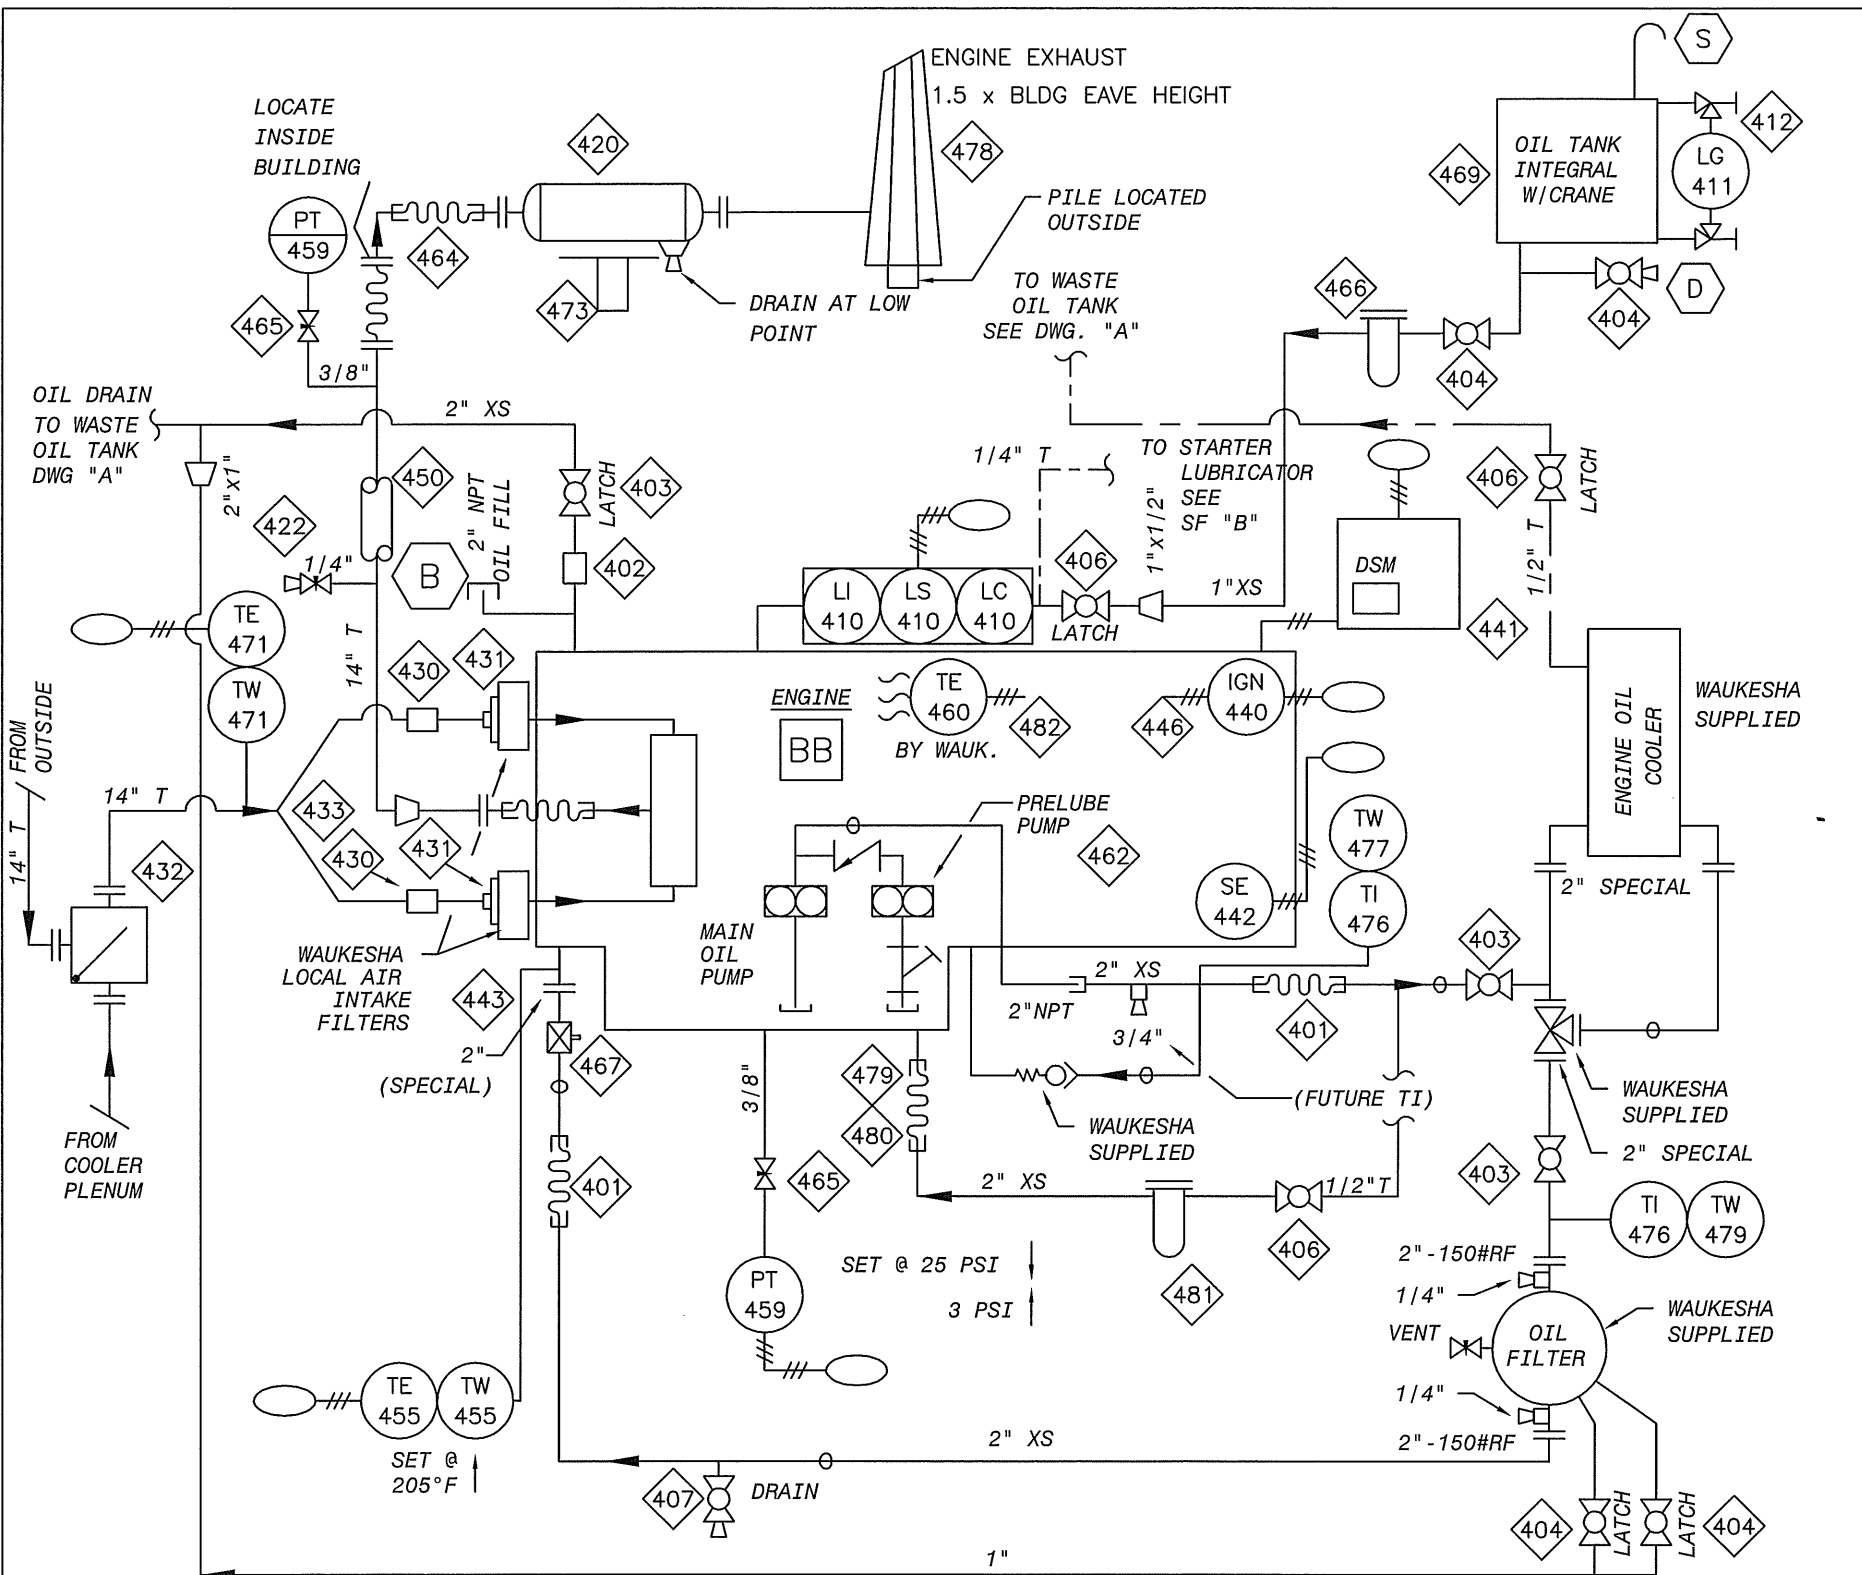 ENGINE EXHAUST
1.5 x BLDG EAVE HEIGHT
S
LOCATE
INSIDE
BUILDING
420
478
412
OIL TANK
INTEGRAL
W/CRANE
LG
411
469
PT
459
464
PILE LOCATED
OUTSIDE
TO WASTE
OIL TANK
SEE DWG. "A"
466
D
404
473
DRAIN AT LOW
POINT
465
3/8"
404
OIL DRAIN
TO WASTE
OIL TANK
DWG "A"
2" XS
2"x1"
450
403
LATCH
2" NPT
OIL FILL
1/4" T
TO STARTER
LUBRICATOR
SEE
SF "B"
406
LATCH
422
1/4"
B
402
406
1"x1/2"
1"XS
DSM
1/2" T
LI
410
LS
410
LC
410
LATCH
441
TE
471
TW
471
14" T
430
431
ENGINE
BB
TE
460
BY WAUK.
482
446
IGN
440
ENGINE OIL
COOLER
WAUKESHA
SUPPLIED
FROM
OUTSIDE
14" T
14" T
433
430
431
432
PRELUBE
PUMP
462
TW
477
TI
476
SE
442
2" SPECIAL
MAIN
OIL
PUMP
WAUKESHA
LOCAL AIR
INTAKE
FILTERS
443
2"
(SPECIAL)
467
2" XS
2"NPT
3/4"
401
403
(FUTURE TI)
479
480
3/8"
WAUKESHA
SUPPLIED
WAUKESHA
SUPPLIED
2" SPECIAL
FROM
COOLER
PLENUM
401
465
2" XS
1/2"T
403
406
481
TI
476
TW
479
SET @ 25 PSI
3 PSI
PT
459
2"-150#RF
1/4"
VENT
OIL
FILTER
WAUKESHA
SUPPLIED
1/4"
2"-150#RF
TE
455
TW
455
SET @
205°F
2" XS
407
DRAIN
404
LATCH
LATCH
404
1"